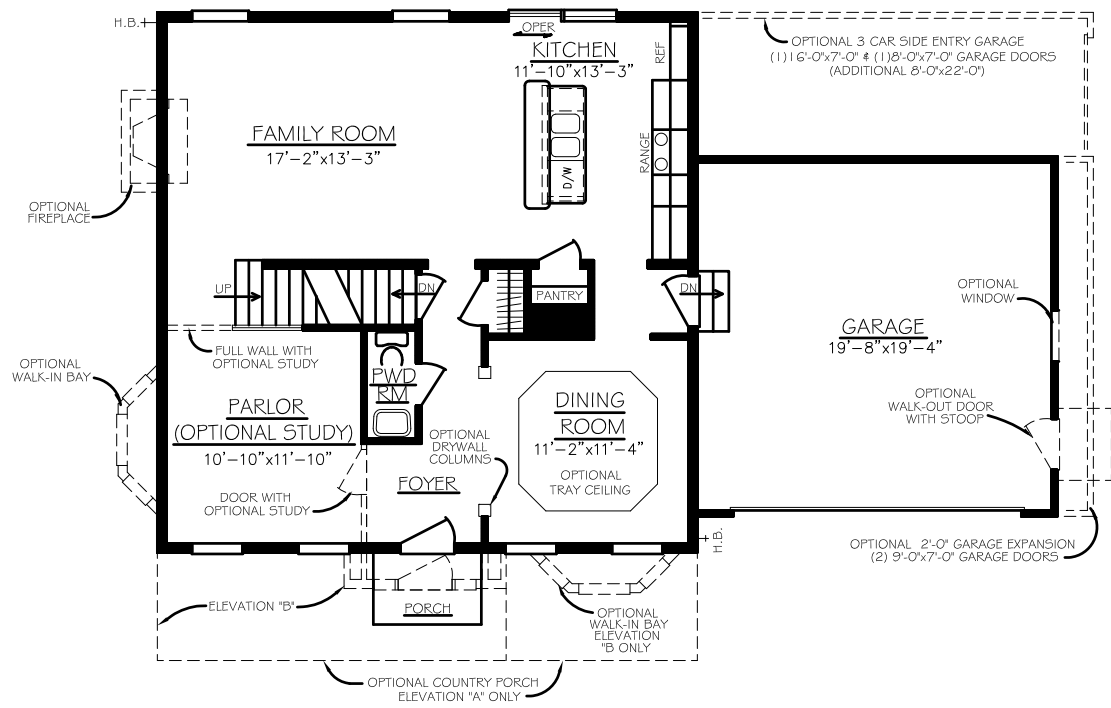 H.B.
OPER
KITCHEN
11'-10"x13'-3"
REF
RANGE
D/W
OPTIONAL 3 CAR SIDE ENTRY GARAGE
(1)16'-0"x7'-0" & (1)8'-0"x7'-0" GARAGE DOORS
(ADDITIONAL 8'-0"x22'-0")
FAMILY ROOM
17'-2"x13'-3"
OPTIONAL
FIREPLACE
UP
DN
PANTRY
DN
OPTIONAL
WINDOW
GARAGE
19'-8"x19'-4"
FULL WALL WITH
OPTIONAL STUDY
OPTIONAL
WALK-IN BAY
PWD
RM
PARLOR
(OPTIONAL STUDY)
10'-10"x11'-10"
DINING
ROOM
11'-2"x11'-4"
OPTIONAL
TRAY CEILING
OPTIONAL
WALK-OUT DOOR
WITH STOOP
OPTIONAL
DRYWALL
COLUMNS
FOYER
DOOR WITH
OPTIONAL STUDY
H.B.
OPTIONAL 2'-0" GARAGE EXPANSION
(2) 9'-0"x7'-0" GARAGE DOORS
ELEVATION "B"
PORCH
OPTIONAL
WALK-IN BAY
ELEVATION
"B ONLY
OPTIONAL COUNTRY PORCH
ELEVATION "A" ONLY